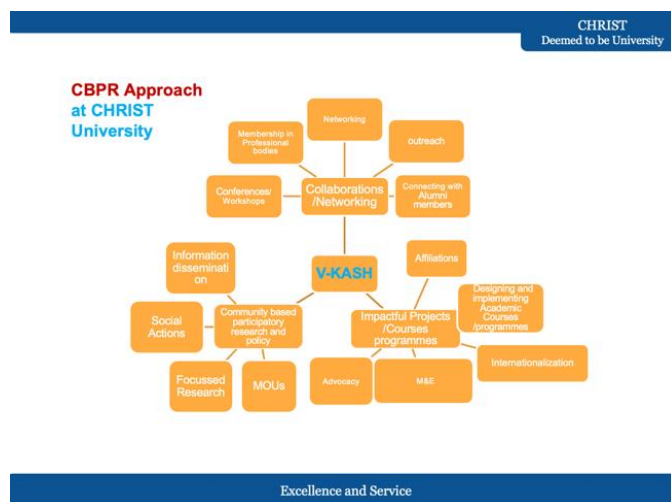 CHRIST
Deemed to be University
CBPR Approach
at CHRIST
University
Networking
Membership in
Professional
bodies
outreach
Conferences/
Workshops
Collaborations
/Networking
Connecting with
Alumni
members
V-KASH
Affiliations
Information
disseminati
on
Designing and
implementing
Academic
Courses
/programmes
Social
Actions
Community based
participatory
research and
policy
Impactful Projects
/Courses
programmes
Internationalization
Focussed
Research
MOUs
Advocacy
M&E
Excellence and Service